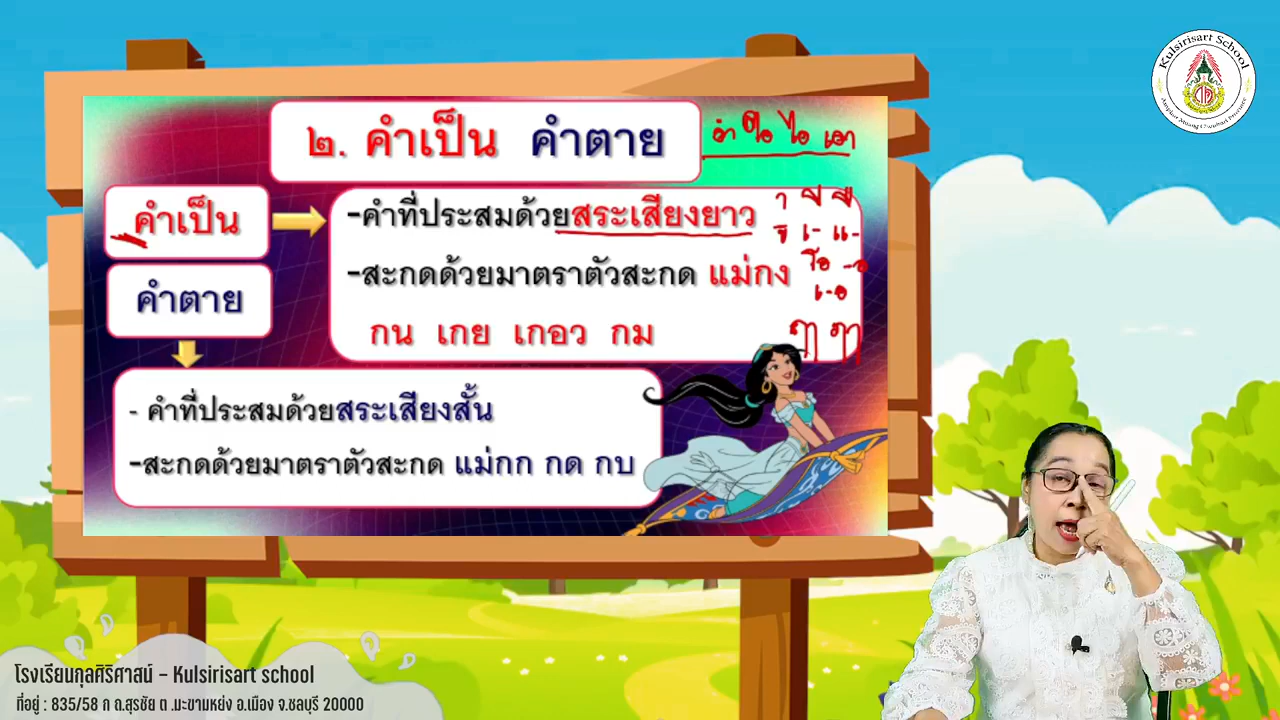 Kulsirisart School
๒. คำเป็น คำตาย
อำ ใอ ไอ เอา
คำเป็น
-คำที่ประสมด้วยสระเสียงยาว
-สะกดด้วยมาตราตัวสะกด แม่กง
กน เกย เกอว กม
คำตาย
- คำที่ประสมด้วยสระเสียงสั้น
-สะกดด้วยมาตราตัวสะกด แม่กก กด กบ
โรงเรียนกุลศิริศาสน์ - Kulsirisart school
ที่อยู่ : 835/58 ก ถ.สุรชัย ต .มะขามหย่ง อ.เมือง จ.ชลบุรี 20000